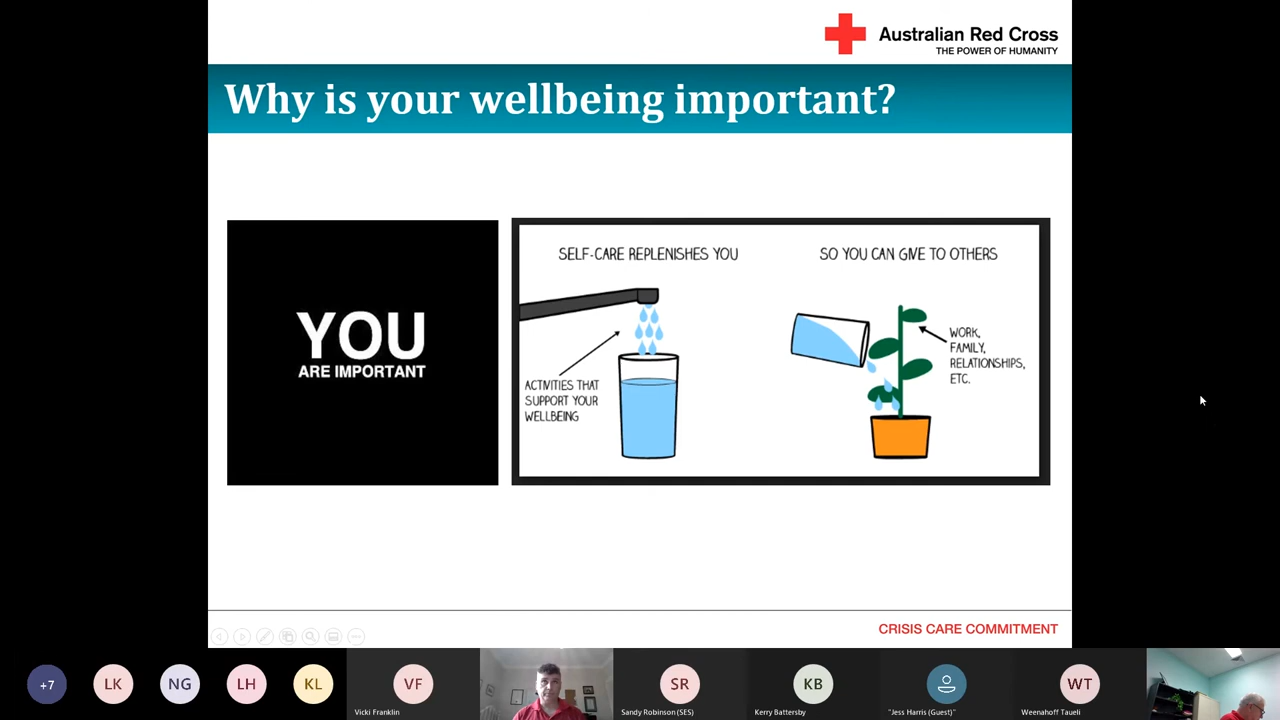 Australian Red Cross
THE POWER OF HUMANITY
Why is your wellbeing important?
YOU
ARE IMPORTANT
SELF-CARE REPLENISHES YOU
ACTIVITIES THAT
SUPPORT YOUR
WELLBEING
SO YOU CAN GIVE TO OTHERS
WORK,
FAMILY,
RELATIONSHIPS,
ETC.
CRISIS CARE COMMITMENT
+7
LK
NG
LH
KL
VF
Vicki Franklin
SR
Sandy Robinson (SES)
KB
Kerry Battersby
"Jess Harris (Guest)"
WT
Weenahoff Taueli